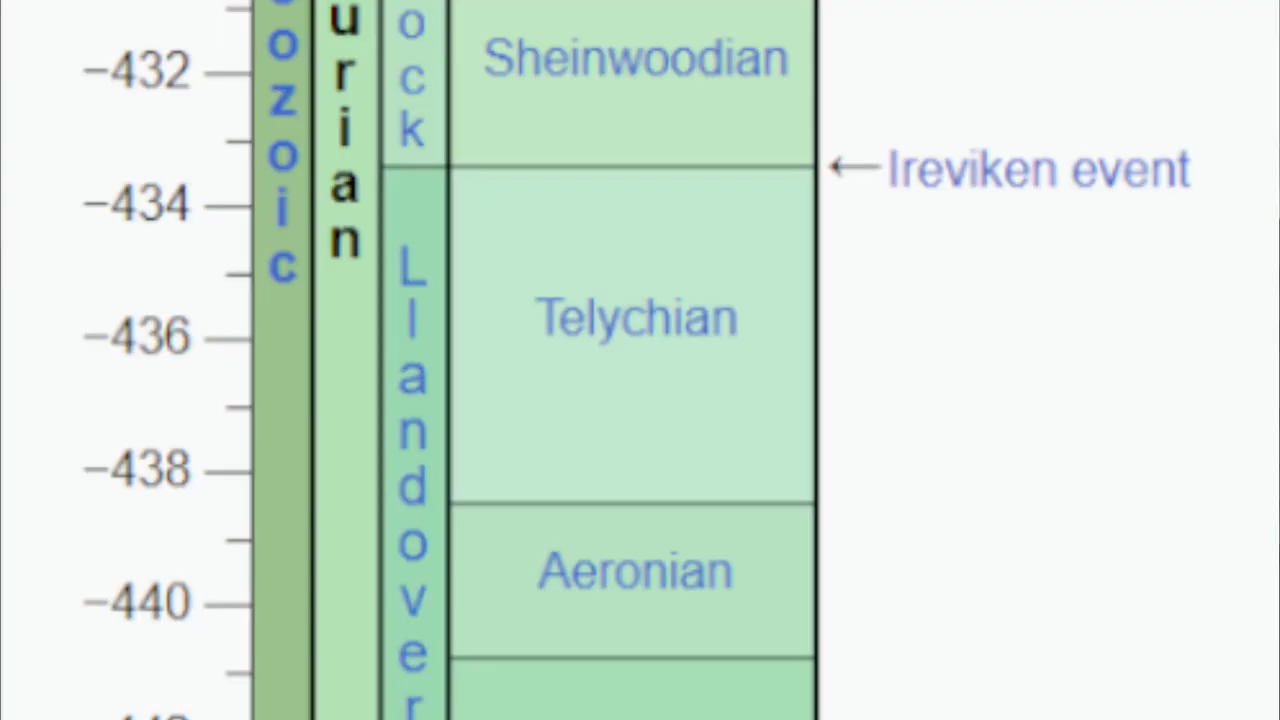 −432
−434
−436
−438
−440
ozoic
urian
ock
Llandover
Sheinwoodian
Telychian
Aeronian
Ireviken event